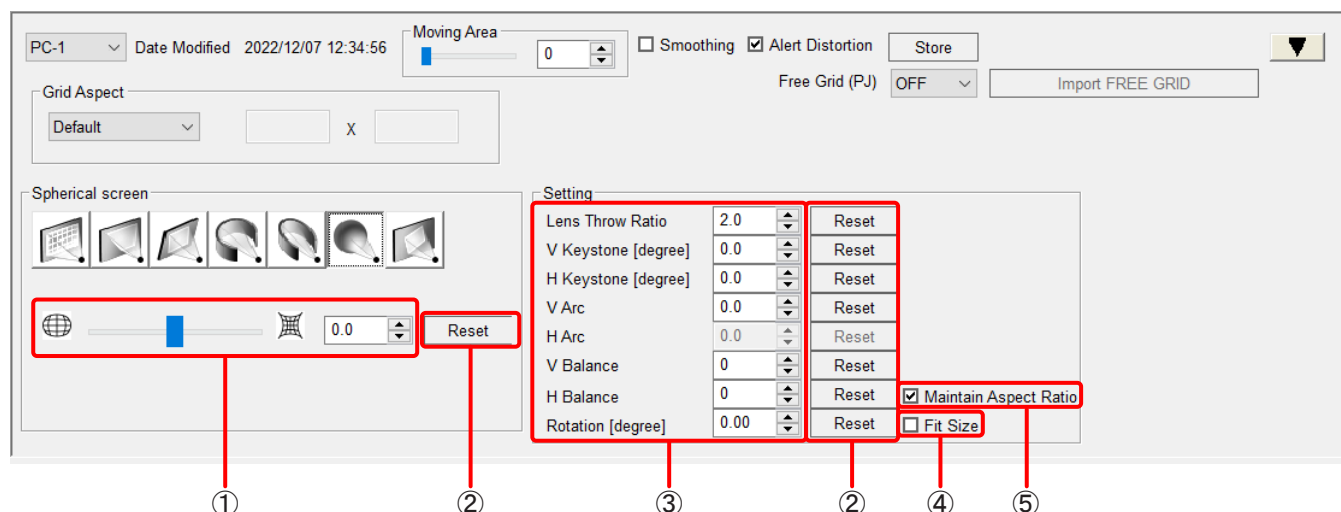 PC-1 Date Modified 2022/12/07 12:34:56 Moving Area 0 Smoothing Alert Distortion Store
Free Grid (PJ) OFF Import FREE GRID
Grid Aspect
Default X
Spherical screen
0.0 Reset
Setting
Lens Throw Ratio 2.0 Reset
V Keystone [degree] 0.0 Reset
H Keystone [degree] 0.0 Reset
V Arc 0.0 Reset
H Arc 0.0 Reset
V Balance 0 Reset
H Balance 0 Reset Maintain Aspect Ratio
Rotation [degree] 0.00 Reset Fit Size
① ② ③ ② ④ ⑤